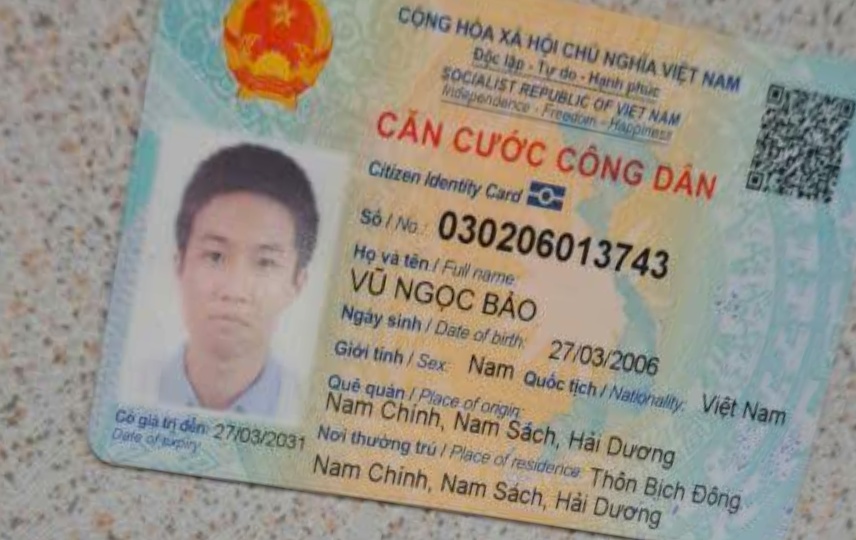 CỘNG HÒA XÃ HỘI CHỦ NGHĨA VIỆT NAM
Độc lập - Tự do - Hạnh phúc
SOCIALIST REPUBLIC OF VIET NAM
Independence - Freedom - Happiness
CĂN CƯỚC CÔNG DÂN
Citizen Identity Card
Số / No.: 030206013743
Họ và tên / Full name:
VŨ NGỌC BẢO
Ngày sinh / Date of birth: 27/03/2006
Giới tính / Sex: Nam Quốc tịch / Nationality: Việt Nam
Quê quán / Place of origin:
Nam Chính, Nam Sách, Hải Dương
Nơi thường trú / Place of residence: Thôn Bịch Đông
Nam Chính, Nam Sách, Hải Dương
Có giá trị đến: 27/03/2031
Date of expiry